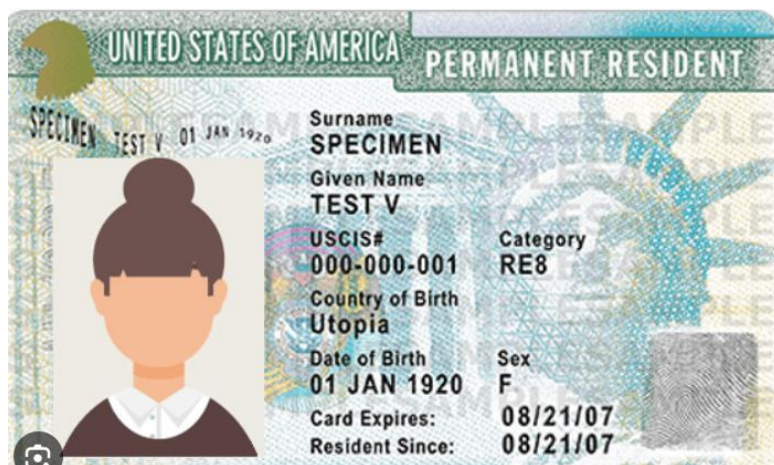 UNITED STATES OF AMERICA
PERMANENT RESIDENT
SPECIMEN TEST V 01 JAN 1920
Surname
SPECIMEN
Given Name
TEST V
USCIS# Category
000-000-001 RE8
Country of Birth
Utopia
Date of Birth Sex
01 JAN 1920 F
Card Expires: 08/21/07
Resident Since: 08/21/07